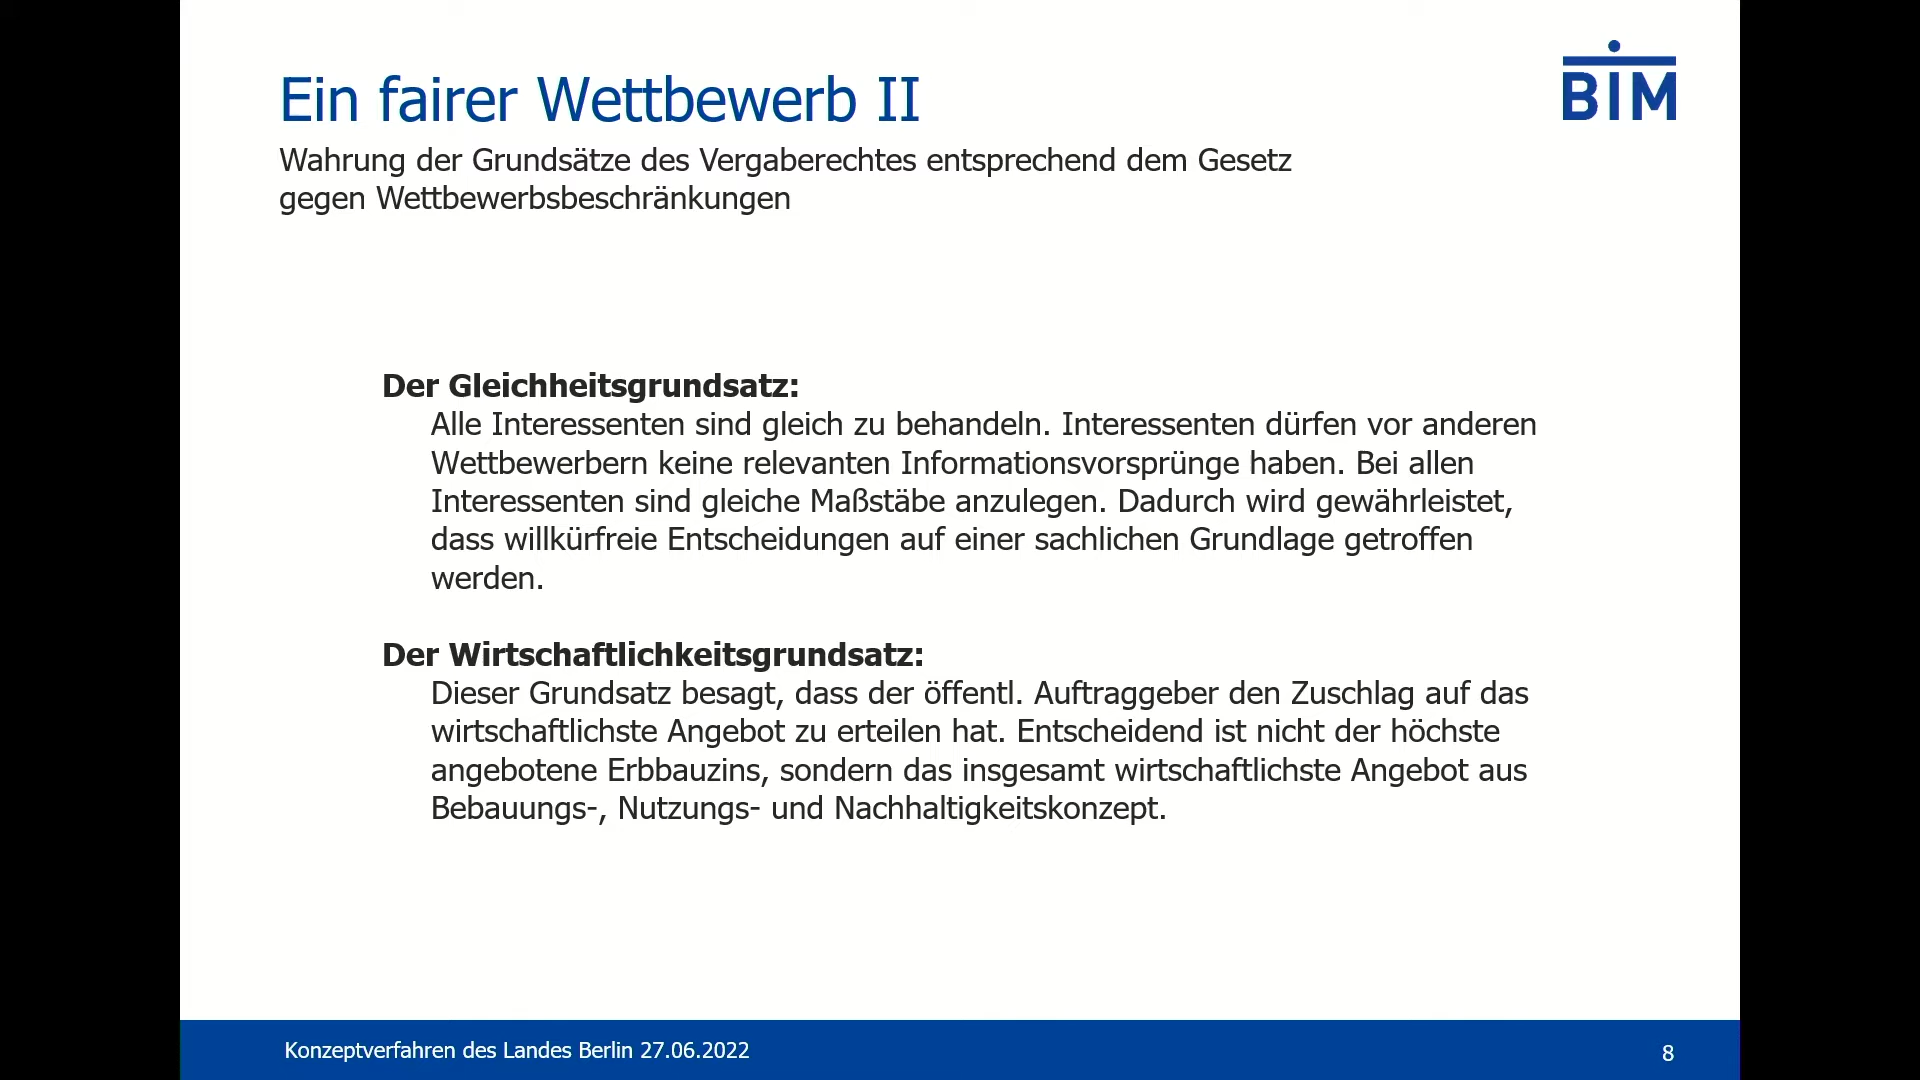 Ein fairer Wettbewerb II
BIM
Wahrung der Grundsätze des Vergaberechtes entsprechend dem Gesetz
gegen Wettbewerbsbeschränkungen
Der Gleichheitsgrundsatz:
Alle Interessenten sind gleich zu behandeln. Interessenten dürfen vor anderen
Wettbewerbern keine relevanten Informationsvorsprünge haben. Bei allen
Interessenten sind gleiche Maßstäbe anzulegen. Dadurch wird gewährleistet,
dass willkürfreie Entscheidungen auf einer sachlichen Grundlage getroffen
werden.
Der Wirtschaftlichkeitsgrundsatz:
Dieser Grundsatz besagt, dass der öffentl. Auftraggeber den Zuschlag auf das
wirtschaftlichste Angebot zu erteilen hat. Entscheidend ist nicht der höchste
angebotene Erbbauzins, sondern das insgesamt wirtschaftlichste Angebot aus
Bebauungs-, Nutzungs- und Nachhaltigkeitskonzept.
Konzeptverfahren des Landes Berlin 27.06.2022
8